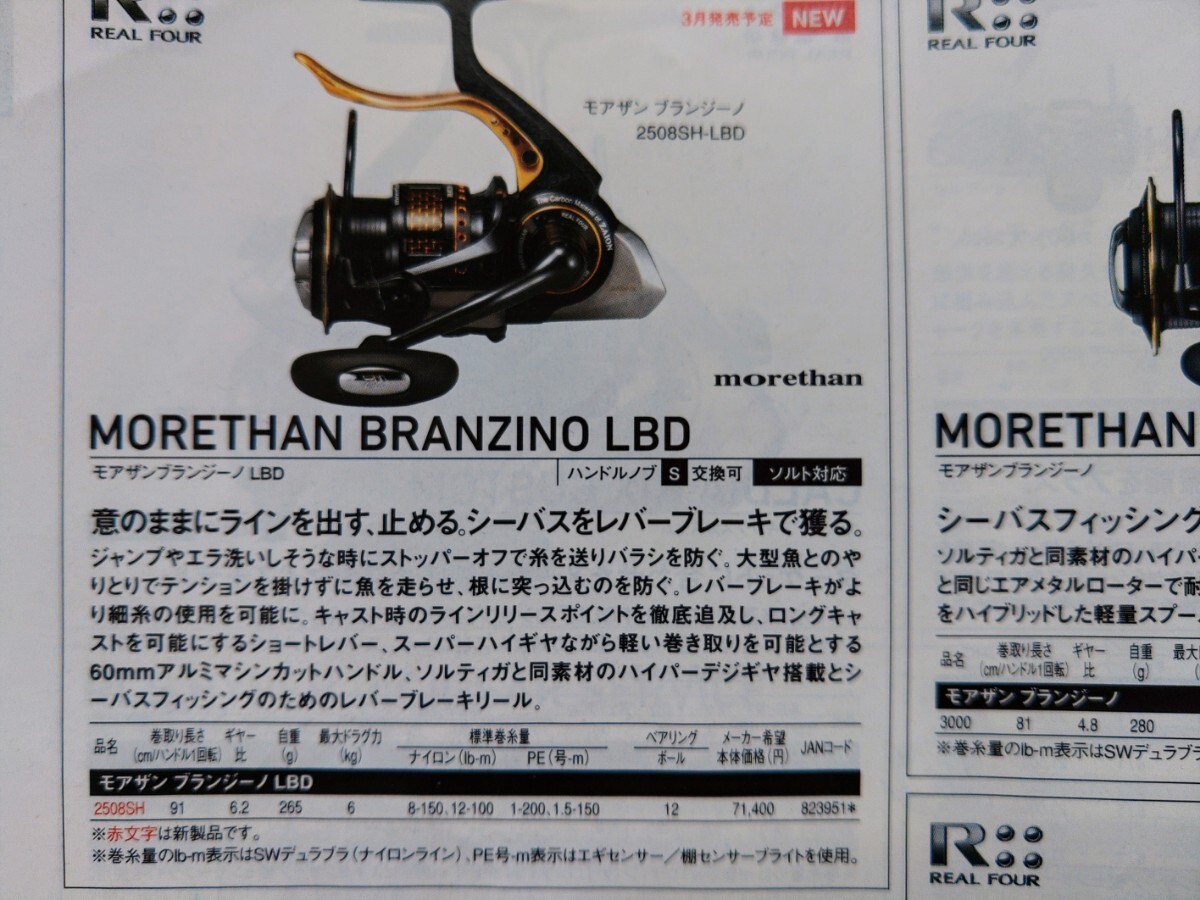 REAL FOUR
3月発売予定 NEW
モアザン ブランジーノ
2508SH-LBD
The Carbon Material of ZAION
REAL FOUR
morethan
MORETHAN BRANZINO LBD
モアザンブランジーノ LBD
ハンドルノブ S 交換可 ソルト対応
意のままにラインを出す、止める。シーバスをレバーブレーキで獲る。
ジャンプやエラ洗いしそうな時にストッパーオフで糸を送りバラシを防ぐ。大型魚とのや
りとりでテンションを掛けずに魚を走らせ、根に突っ込むのを防ぐ。レバーブレーキがよ
り細糸の使用を可能に。キャスト時のラインリリースポイントを徹底追及し、ロングキャ
ストを可能にするショートレバー、スーパーハイギヤながら軽い巻き取りを可能とする
60mmアルミマシンカットハンドル、ソルティガと同素材のハイパーデジギヤ搭載とシ
ーバスフィッシングのためのレバーブレーキリール。
品名 巻取り長さ(cm/ハンドル1回転) ギヤー比 自重(g) 最大ドラグ力(kg) 標準巻糸量 ナイロン(lb-m) PE(号-m) ベアリング ボール メーカー希望本体価格(円) JANコード
モアザン ブランジーノ LBD
2508SH 91 6.2 265 6 8-150、12-100 1-200、1.5-150 12 71,400 823951*
※赤文字は新製品です。
※巻糸量のlb-m表示はSWデュラブラ(ナイロンライン)、PE号-m表示はエギセンサー/棚センサーブライトを使用。
REAL FOUR
MORETHAN
モアザンブランジーノ
シーバスフィッシング
ソルティガと同素材のハイパー
と同じエアメタルローターで耐
をハイブリッドした軽量スプー
品名 巻取り長さ(cm/ハンドル1回転) ギヤー比 自重(g) 最大
モアザン ブランジーノ
3000 81 4.8 280
※巻糸量のlb-m表示はSWデュラブラ
R
REAL FOUR